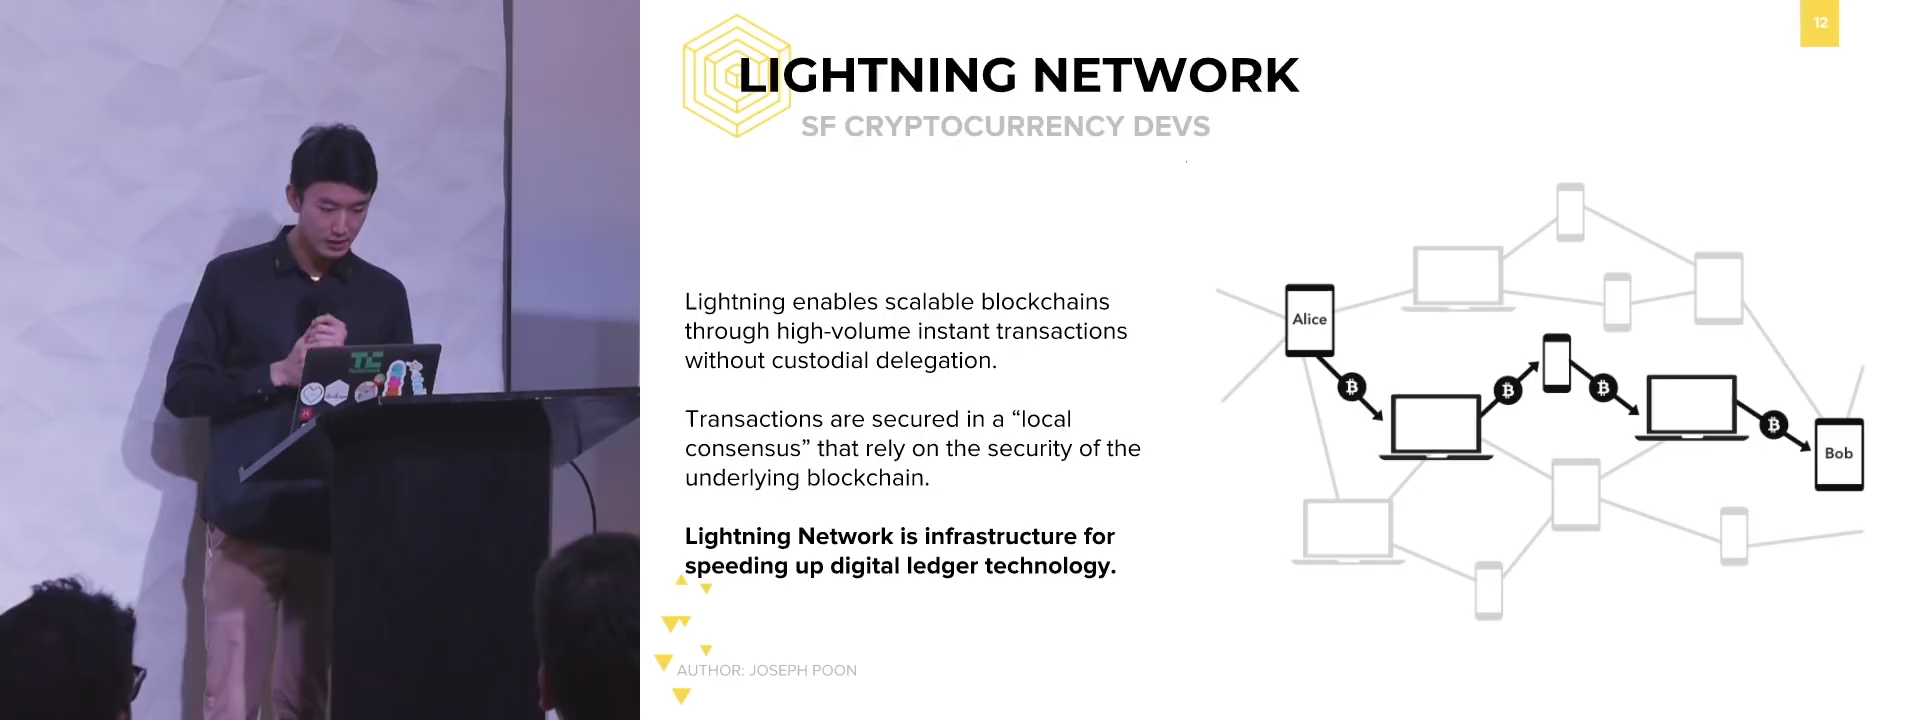 12
LIGHTNING NETWORK
SF CRYPTOCURRENCY DEVS
Lightning enables scalable blockchains
through high-volume instant transactions
without custodial delegation.
Transactions are secured in a “local
consensus” that rely on the security of the
underlying blockchain.
Lightning Network is infrastructure for
speeding up digital ledger technology.
AUTHOR: JOSEPH POON
Alice
Bob
TC